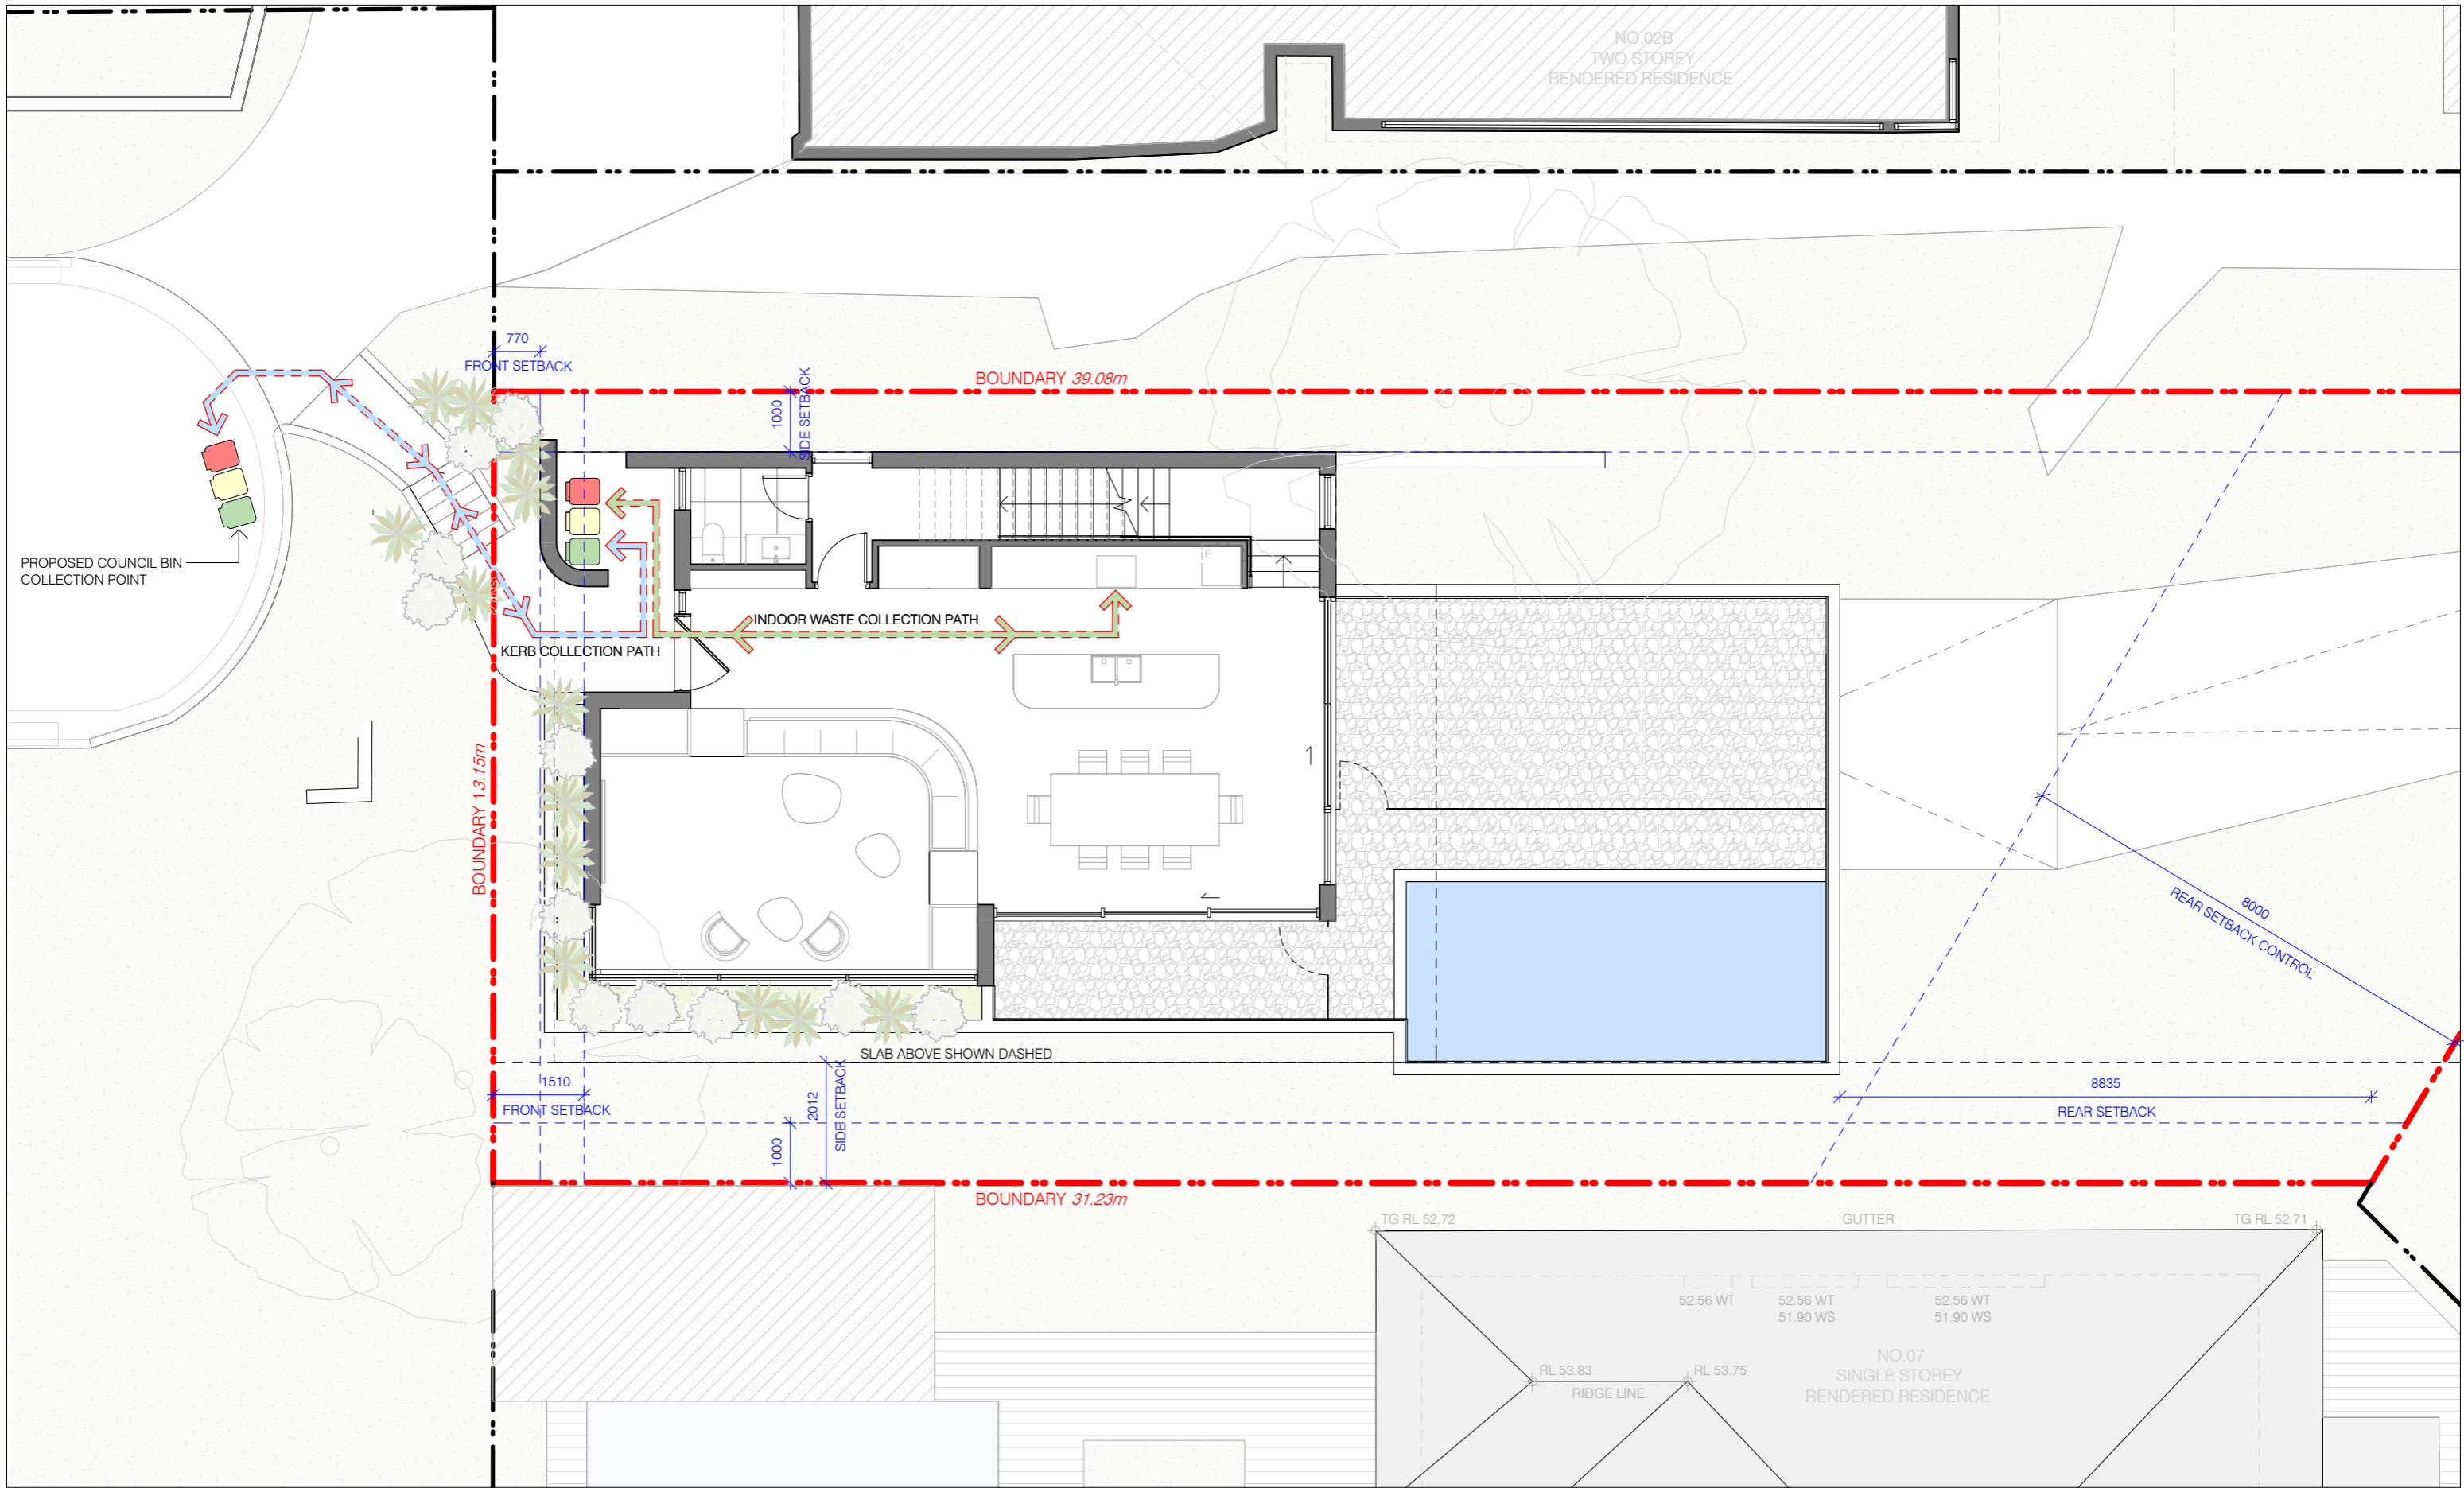 NO.02B
TWO STOREY
RENDERED RESIDENCE
770
FRONT SETBACK
BOUNDARY 39.08m
1000
SIDE SETBACK
PROPOSED COUNCIL BIN
COLLECTION POINT
F
INDOOR WASTE COLLECTION PATH
KERB COLLECTION PATH
1
BOUNDARY 13.15m
8000
REAR SETBACK CONTROL
SLAB ABOVE SHOWN DASHED
1510
FRONT SETBACK
2012
SIDE SETBACK
1000
8835
REAR SETBACK
BOUNDARY 31.23m
TG RL 52.72
GUTTER
TG RL 52.71
52.56 WT
52.56 WT
51.90 WS
52.56 WT
51.90 WS
NO.07
SINGLE STOREY
RENDERED RESIDENCE
RL 53.83
RL 53.75
RIDGE LINE